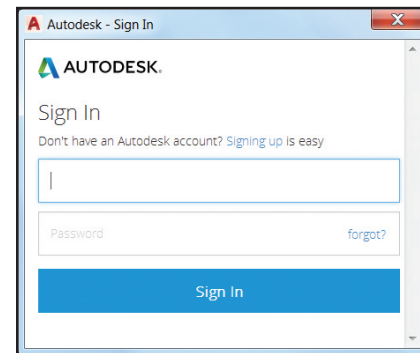 Autodesk - Sign In
AUTODESK.
Sign In
Don't have an Autodesk account? Signing up is easy
Password forgot?
Sign In